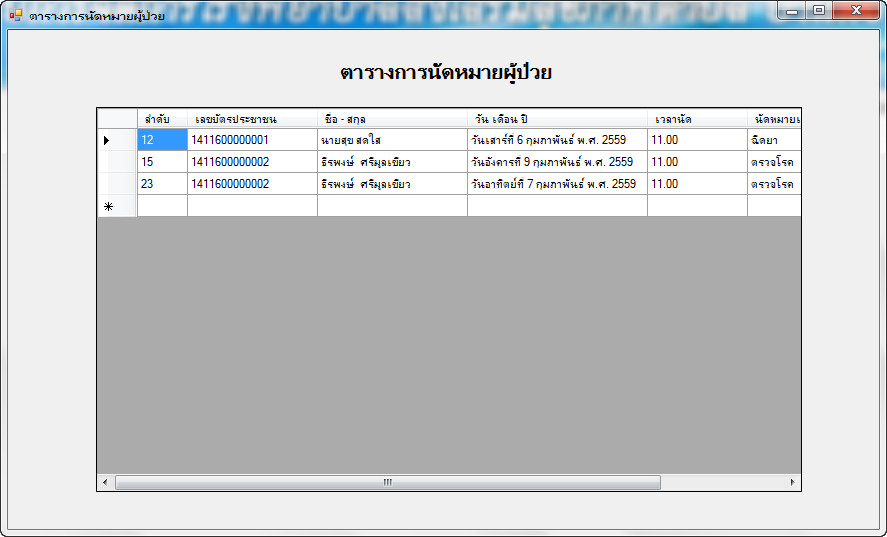 ตารางการนัดหมายผู้ป่วย
ตารางการนัดหมายผู้ป่วย
ลำดับ เลขบัตรประชาชน ชื่อ - สกุล วัน เดือน ปี เวลานัด นัดหมายเ
12 1411600000001 นายสุข สดใส วันเสาร์ที่ 6 กุมภาพันธ์ พ.ศ. 2559 11.00 ฉีดยา
15 1411600000002 ธีรพงษ์ ศรีมุลเขียว วันอังคารที่ 9 กุมภาพันธ์ พ.ศ. 2559 11.00 ตรวจโรค
23 1411600000002 ธีรพงษ์ ศรีมุลเขียว วันอาทิตย์ที่ 7 กุมภาพันธ์ พ.ศ. 2559 11.00 ตรวจโรค